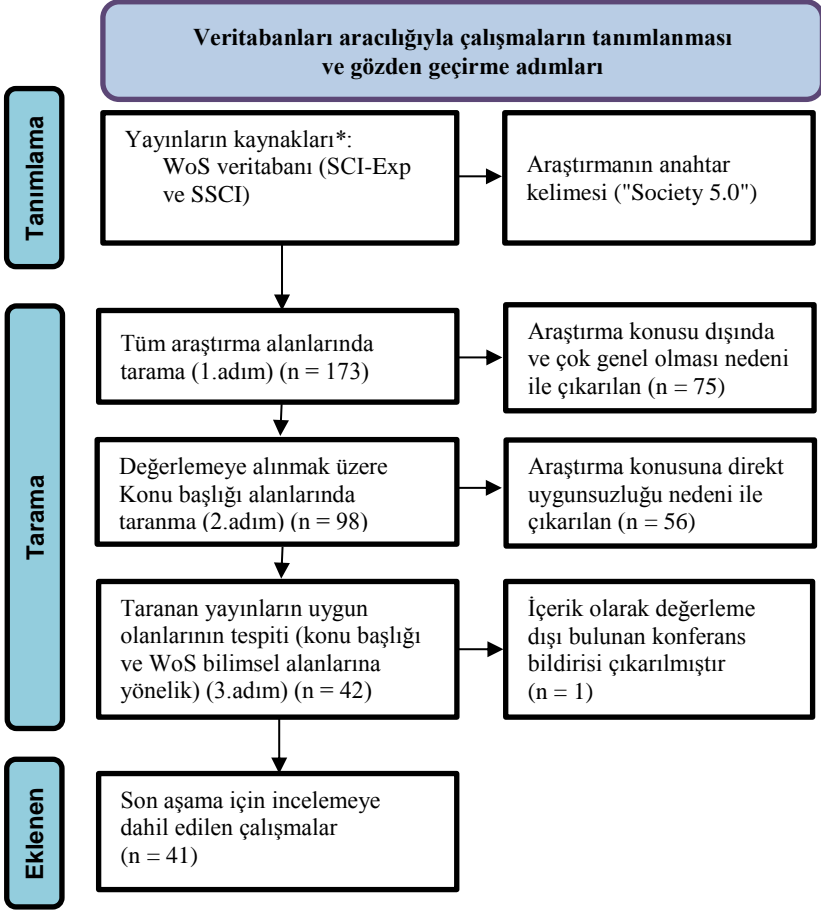 Veritabanları aracılığıyla çalışmaların tanımlanması
ve gözden geçirme adımları
Tanımlama
Yayınların kaynakları*:
WoS veritabanı (SCI-Exp
ve SSCI)
Araştırmanın anahtar
kelimesi ("Society 5.0")
Tarama
Tüm araştırma alanlarında
tarama (1.adım) (n = 173)
Araştırma konusu dışında
ve çok genel olması nedeni
ile çıkarılan (n = 75)
Değerlemeye alınmak üzere
Konu başlığı alanlarında
taranma (2.adım) (n = 98)
Araştırma konusuna direkt
uygunsuzluğu nedeni ile
çıkarılan (n = 56)
Taranan yayınların uygun
olanlarının tespiti (konu başlığı
ve WoS bilimsel alanlarına
yönelik) (3.adım) (n = 42)
İçerik olarak değerleme
dışı bulunan konferans
bildirisi çıkarılmıştır
(n = 1)
Eklenen
Son aşama için incelemeye
dahil edilen çalışmalar
(n = 41)